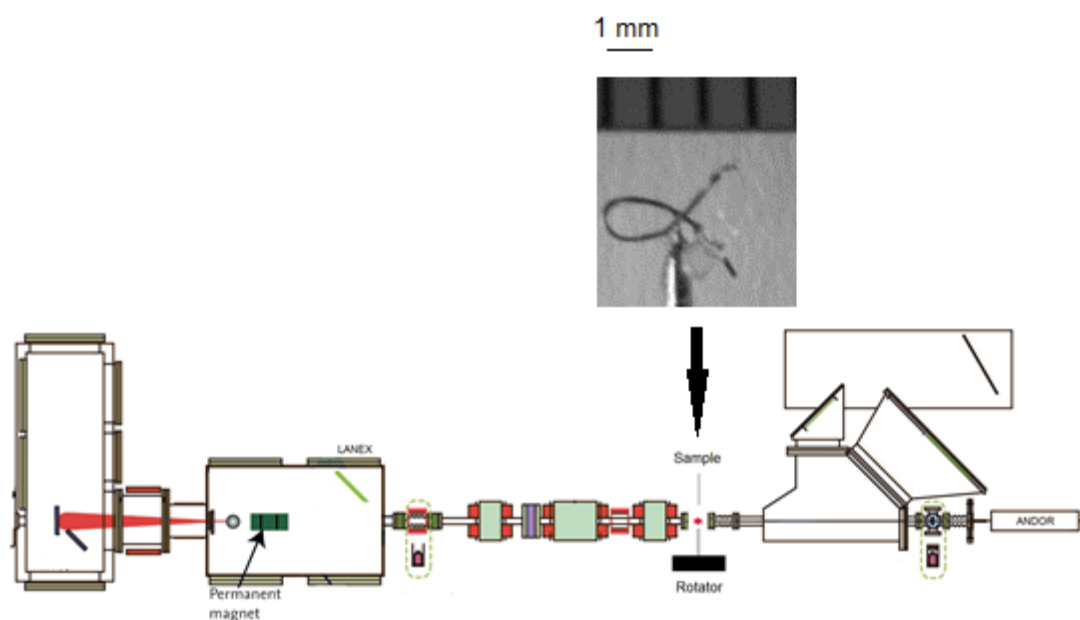 1 mm
LANEX
Sample
ANDOR
Rotator
Permanent
magnet